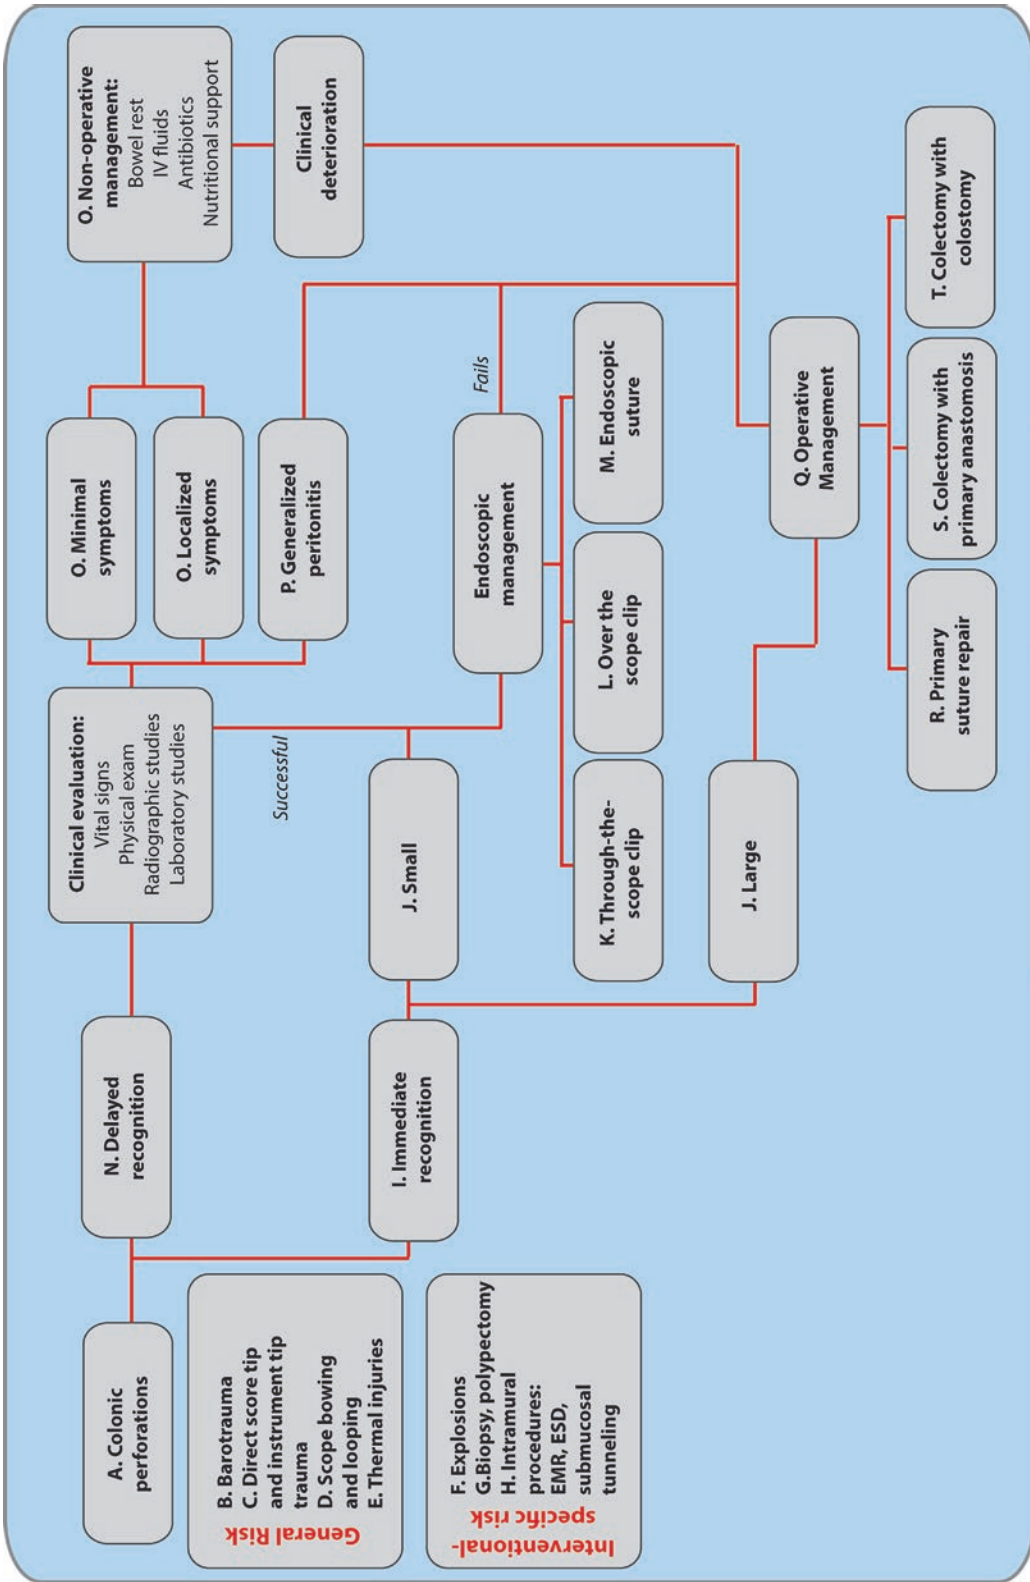 A. Colonic
perforations
General Risk
B. Barotrauma
C. Direct score tip
and instrument tip
trauma
D. Scope bowing
and looping
E. Thermal injuries
Interventional-
specific risk
F. Explosions
G.Biopsy, polypectomy
H. Intramural
procedures:
EMR, ESD,
submucosal
tunneling
N. Delayed
recognition
I. Immediate
recognition
Clinical evaluation:
Vital signs
Physical exam
Radiographic studies
Laboratory studies
Successful
J. Small
J. Large
O. Minimal
symptoms
O. Localized
symptoms
P. Generalized
peritonitis
Endoscopic
management
Fails
K. Through-the-
scope clip
L. Over the
scope clip
M. Endoscopic
suture
O. Non-operative
management:
Bowel rest
IV fluids
Antibiotics
Nutritional support
Clinical
deterioration
Q. Operative
Management
R. Primary
suture repair
S. Colectomy with
primary anastomosis
T. Colectomy with
colostomy